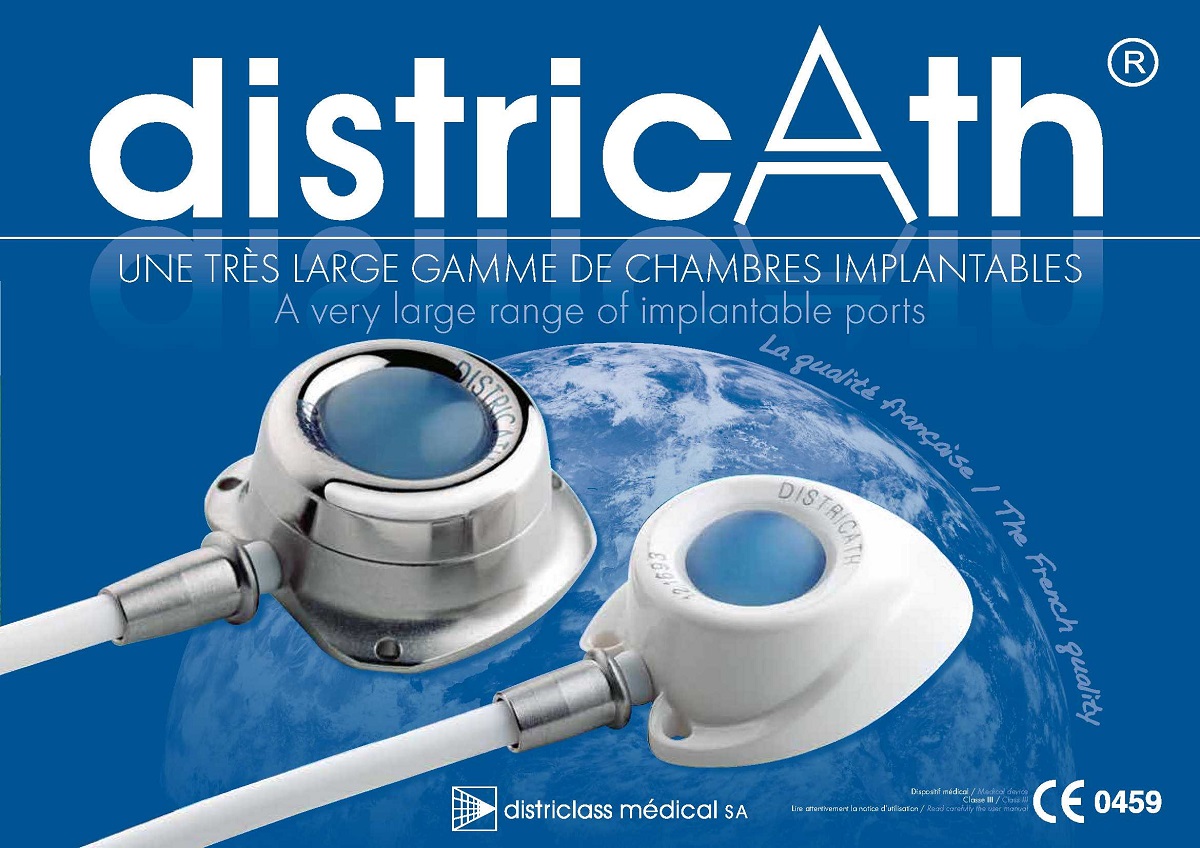 districAth®
UNE TRÈS LARGE GAMME DE CHAMBRES IMPLANTABLES
A very large range of implantable ports
La qualité française / The French quality
DISTRICATH
DISTRICATH
121693
districlass médical SA
Dispositif médical / Medical device
Classe III / Class III
Lire attentivement la notice d'utilisation / Read carefully the user manual
CE 0459